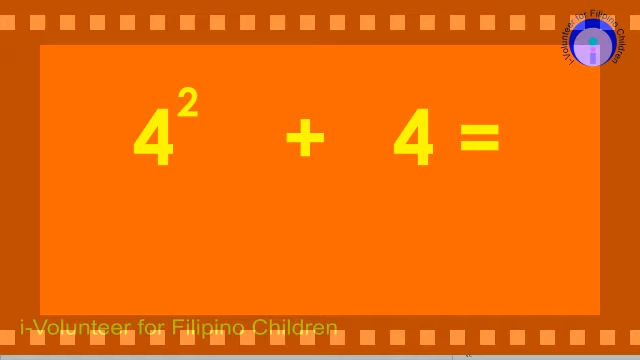 i-Volunteer for Filipino Children
4² + 4 =
i-Volunteer for Filipino Children